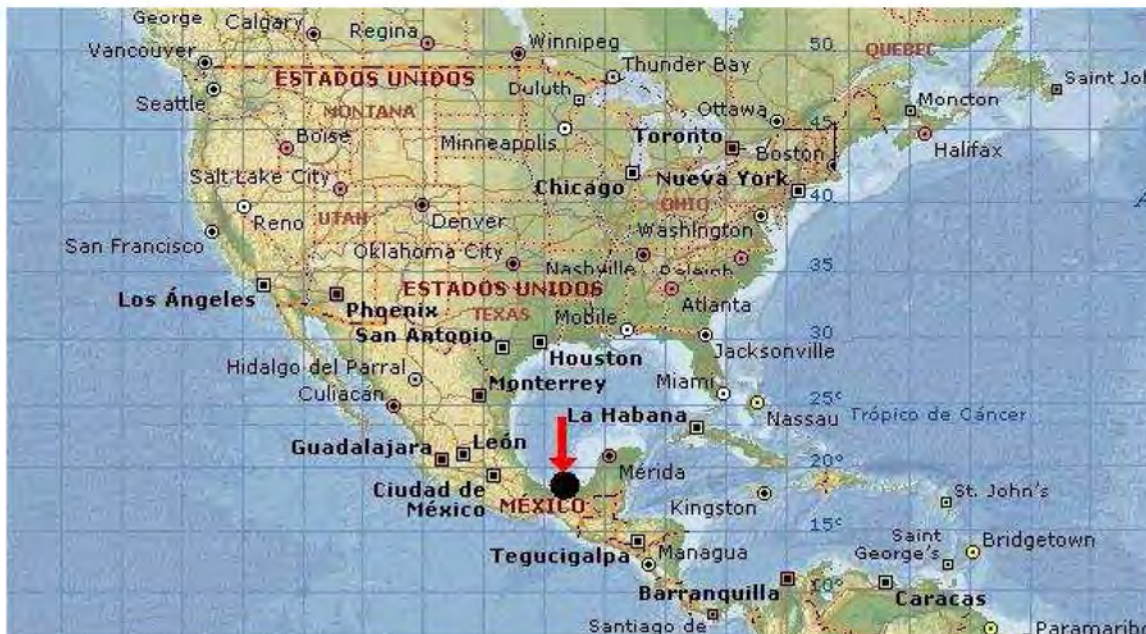 George
Calgary
Regina
Winnipeg
50
QUEBEC
Vancouver
ESTADOS UNIDOS
Thunder Bay
Saint Jo
Seattle
Duluth
MONTANA
Ottawa
Moncton
Boise
Minneapolis
Toronto
45
Boston
Halifax
Salt Lake City
Chicago
Nueva York
40
UTAH
OHIO
Reno
Denver
Washington
San Francisco
Oklahoma City
Nashville
Raleigh
35
Los Ángeles
Phoenix
ESTADOS UNIDOS
TEXAS
Atlanta
San Antonio
Mobile
30
Houston
Jacksonville
Hidalgo del Parral
Monterrey
Miami
Culiacán
La Habana
25°
Nassau
Trópico de Cáncer
Guadalajara
León
Mérida
20°
Ciudad de
México
MÉXICO
Kingston
St. John's
15°
Tegucigalpa
Managua
Saint
George's
Bridgetown
Barranquilla
10°
Caracas
Santiago de
Paramarib